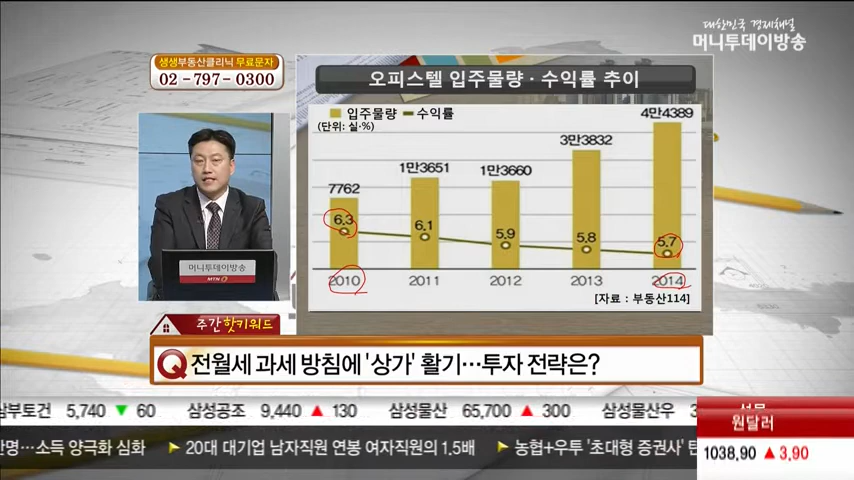 대한민국 경제채널
머니투데이방송
생생부동산클리닉 무료문자
02-797-0300
오피스텔 입주물량·수익률 추이
입주물량 수익률
(단위: 실·%)
4만4389
3만3832
1만3651
1만3660
7762
6.3
6.1
5.9
5.8
5.7
2010 2011 2012 2013 2014
[자료 : 부동산114]
머니투데이방송
MTN
주간핫키워드
Q 전월세 과세 방침에 '상가' 활기…투자 전략은?
삼부토건 5,740 ▼ 60 삼성공조 9,440 ▲ 130 삼성물산 65,700 ▲ 300 삼성물산우
원달러
1038.90 ▲ 3.90
…소득 양극화 심화 ▶ 20대 대기업 남자직원 연봉 여자직원의 1.5배 ▶ 농협+우투 '초대형 증권사'